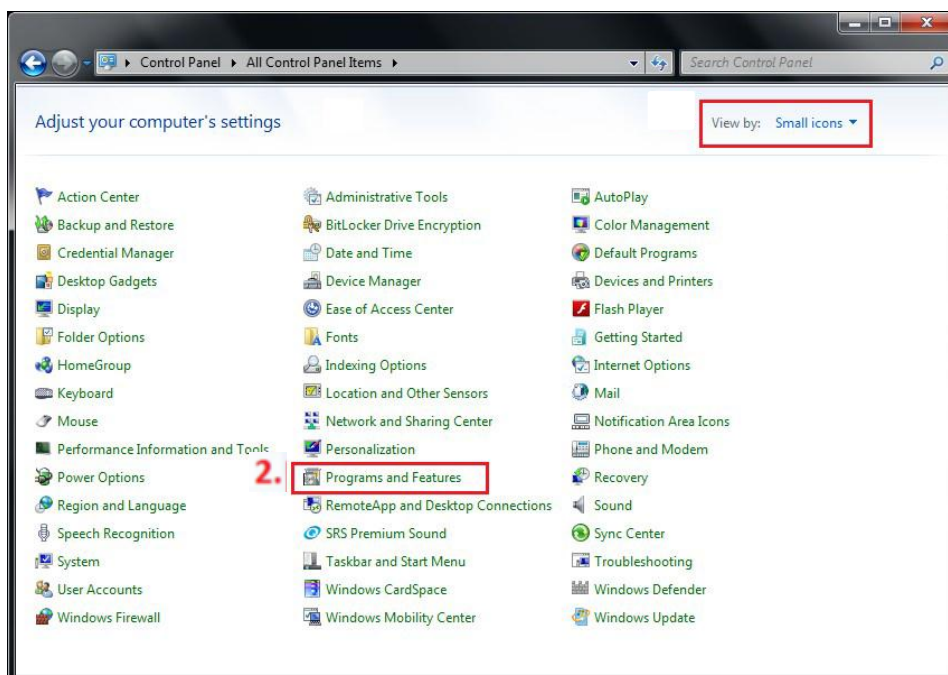 Control Panel All Control Panel Items Search Control Panel
Adjust your computer's settings View by: Small icons
Action Center Administrative Tools AutoPlay
Backup and Restore BitLocker Drive Encryption Color Management
Credential Manager Date and Time Default Programs
Desktop Gadgets Device Manager Devices and Printers
Display Ease of Access Center Flash Player
Folder Options Fonts Getting Started
HomeGroup Indexing Options Internet Options
Keyboard Location and Other Sensors Mail
Mouse Network and Sharing Center Notification Area Icons
Performance Information and Tools Personalization Phone and Modem
Power Options 2. Programs and Features Recovery
Region and Language RemoteApp and Desktop Connections Sound
Speech Recognition SRS Premium Sound Sync Center
System Taskbar and Start Menu Troubleshooting
User Accounts Windows CardSpace Windows Defender
Windows Firewall Windows Mobility Center Windows Update